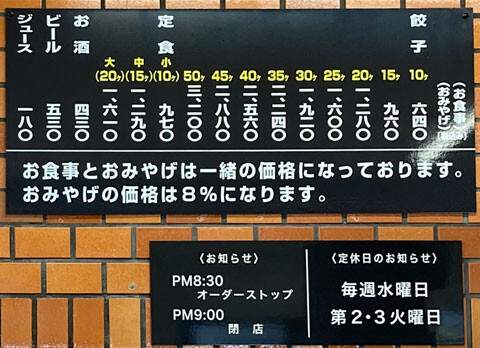 餃子
(お食事)
(おみやげ)
(税込み)
10ヶ 六四〇
15ヶ 九六〇
20ヶ 一、二八〇
25ヶ 一、六〇〇
30ヶ 一、九二〇
35ヶ 二、二四〇
40ヶ 二、五六〇
45ヶ 二、八八〇
50ヶ 三、二〇〇
定食
小(10ヶ) 九七〇
中(15ヶ) 一、二九〇
大(20ヶ) 一、六一〇
お酒 四三〇
ビール 五三〇
ジュース 一八〇
お食事とおみやげは一緒の価格になっております。
おみやげの価格は8%になります。
〈お知らせ〉
PM8:30
オーダーストップ
PM9:00
閉店
〈定休日のお知らせ〉
毎週水曜日
第2・3火曜日